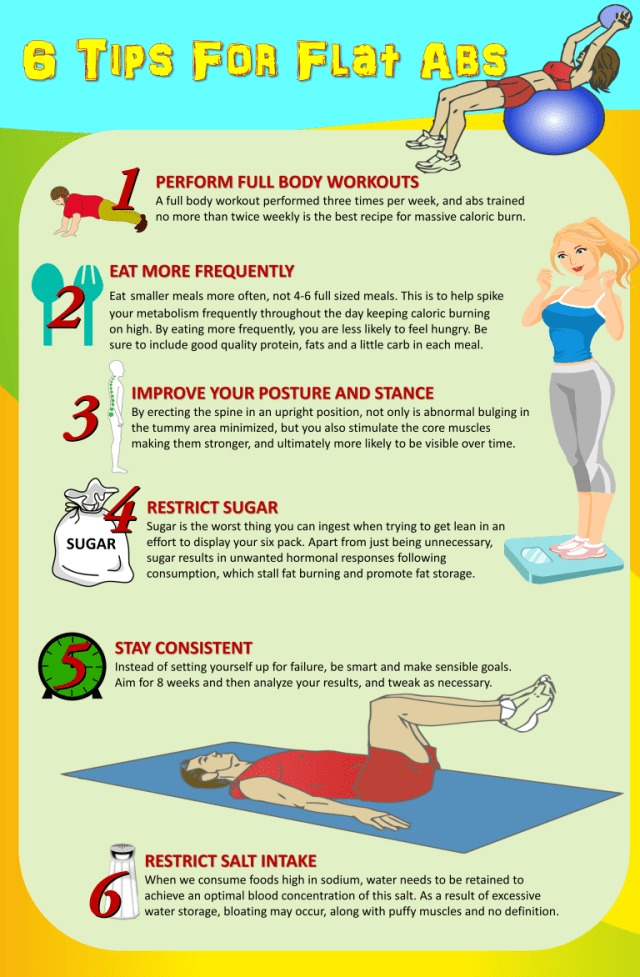 6 Tips For Flat Abs
1
PERFORM FULL BODY WORKOUTS
A full body workout performed three times per week, and abs trained
no more than twice weekly is the best recipe for massive caloric burn.
2
EAT MORE FREQUENTLY
Eat smaller meals more often, not 4-6 full sized meals. This is to help spike
your metabolism frequently throughout the day keeping caloric burning
on high. By eating more frequently, you are less likely to feel hungry. Be
sure to include good quality protein, fats and a little carb in each meal.
3
IMPROVE YOUR POSTURE AND STANCE
By erecting the spine in an upright position, not only is abnormal bulging in
the tummy area minimized, but you also stimulate the core muscles
making them stronger, and ultimately more likely to be visible over time.
4
SUGAR
RESTRICT SUGAR
Sugar is the worst thing you can ingest when trying to get lean in an
effort to display your six pack. Apart from just being unnecessary,
sugar results in unwanted hormonal responses following
consumption, which stall fat burning and promote fat storage.
5
STAY CONSISTENT
Instead of setting yourself up for failure, be smart and make sensible goals.
Aim for 8 weeks and then analyze your results, and tweak as necessary.
6
RESTRICT SALT INTAKE
When we consume foods high in sodium, water needs to be retained to
achieve an optimal blood concentration of this salt. As a result of excessive
water storage, bloating may occur, along with puffy muscles and no definition.